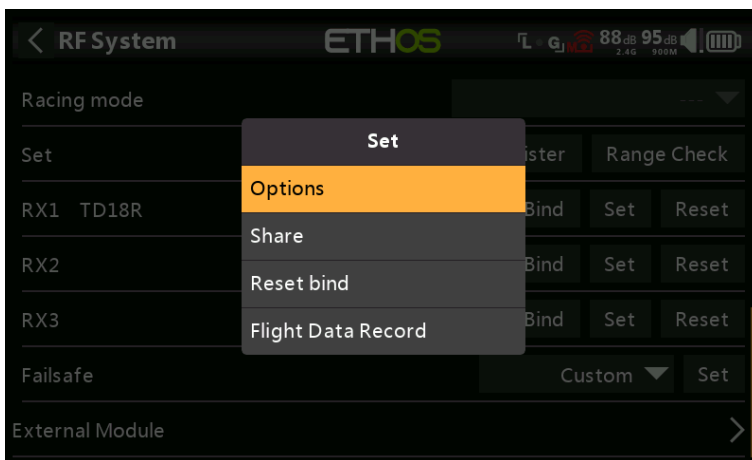 RF System
ETHOS
L G 88dB 2.4G 95dB 900M
Racing mode ---
Set
Set ister Range Check
Options
RX1 TD18R Bind Set Reset
Share
RX2 Bind Set Reset
Reset bind
RX3 Bind Set Reset
Flight Data Record
Failsafe Custom Set
External Module